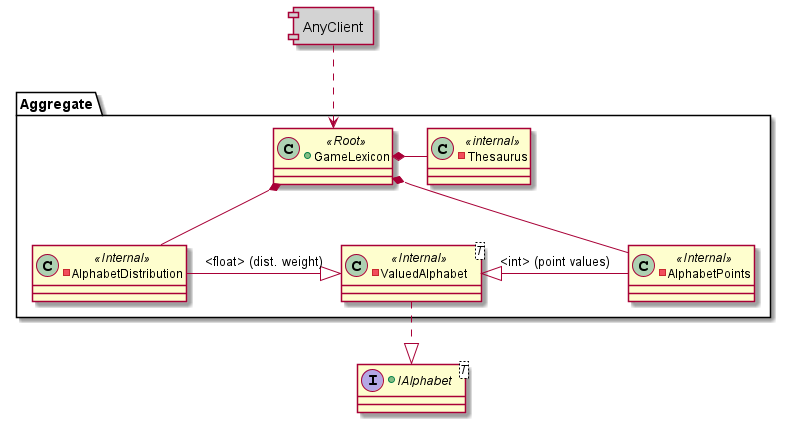 AnyClient
Aggregate
C
«Root»
GameLexicon
C
«internal»
Thesaurus
C
«Internal»
AlphabetDistribution
<float> (dist. weight)
C
«Internal»
ValuedAlphabet
T
<int> (point values)
C
«Internal»
AlphabetPoints
I
IAlphabet
T